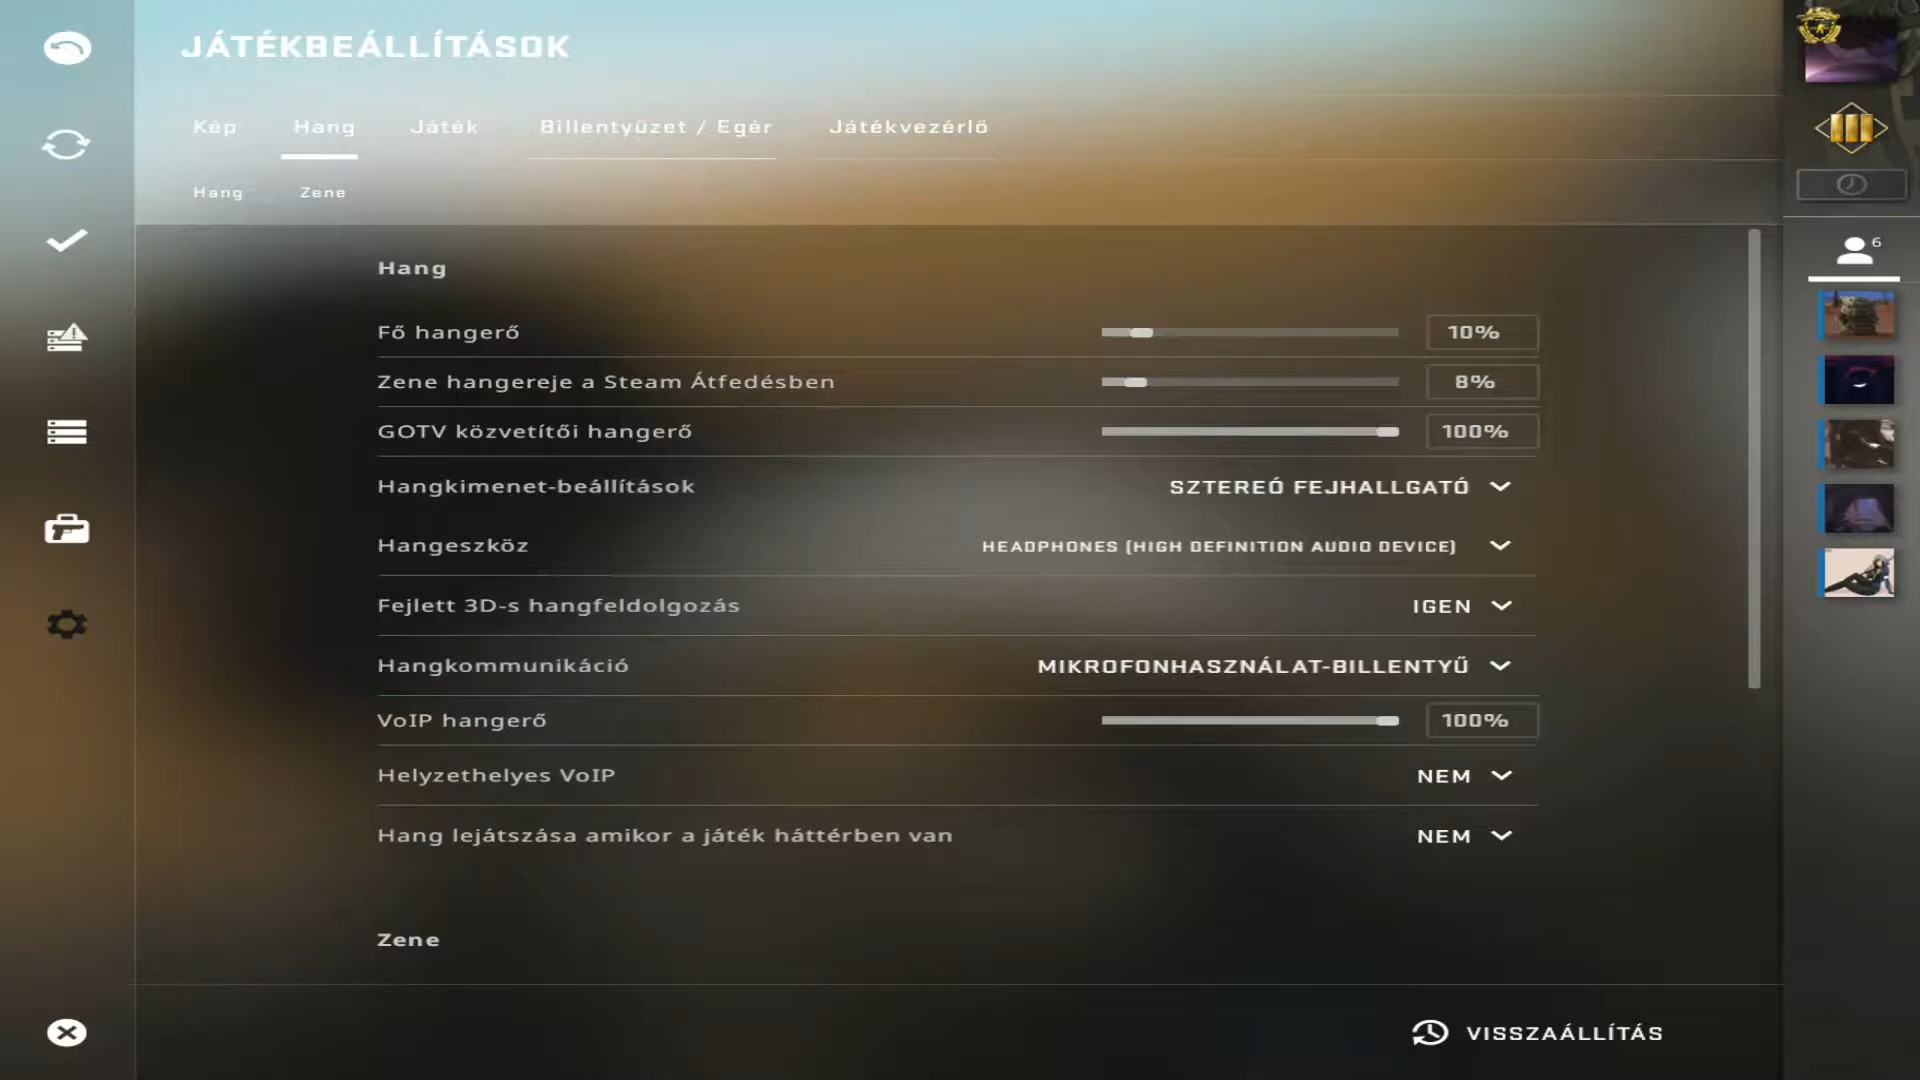 JÁTÉKBEÁLLÍTÁSOK
Kép Hang Játék Billentyűzet / Egér Játékvezérlő
Hang Zene
6
Hang
Fő hangerő 10%
Zene hangereje a Steam Átfedésben 8%
GOTV közvetítői hangerő 100%
Hangkimenet-beállítások SZTEREÓ FEJHALLGATÓ
Hangeszköz HEADPHONES (HIGH DEFINITION AUDIO DEVICE)
Fejlett 3D-s hangfeldolgozás IGEN
Hangkommunikáció MIKROFONHASZNÁLAT-BILLENTYŰ
VoIP hangerő 100%
Helyzethelyes VoIP NEM
Hang lejátszása amikor a játék háttérben van NEM
Zene
VISSZAÁLLÍTÁS